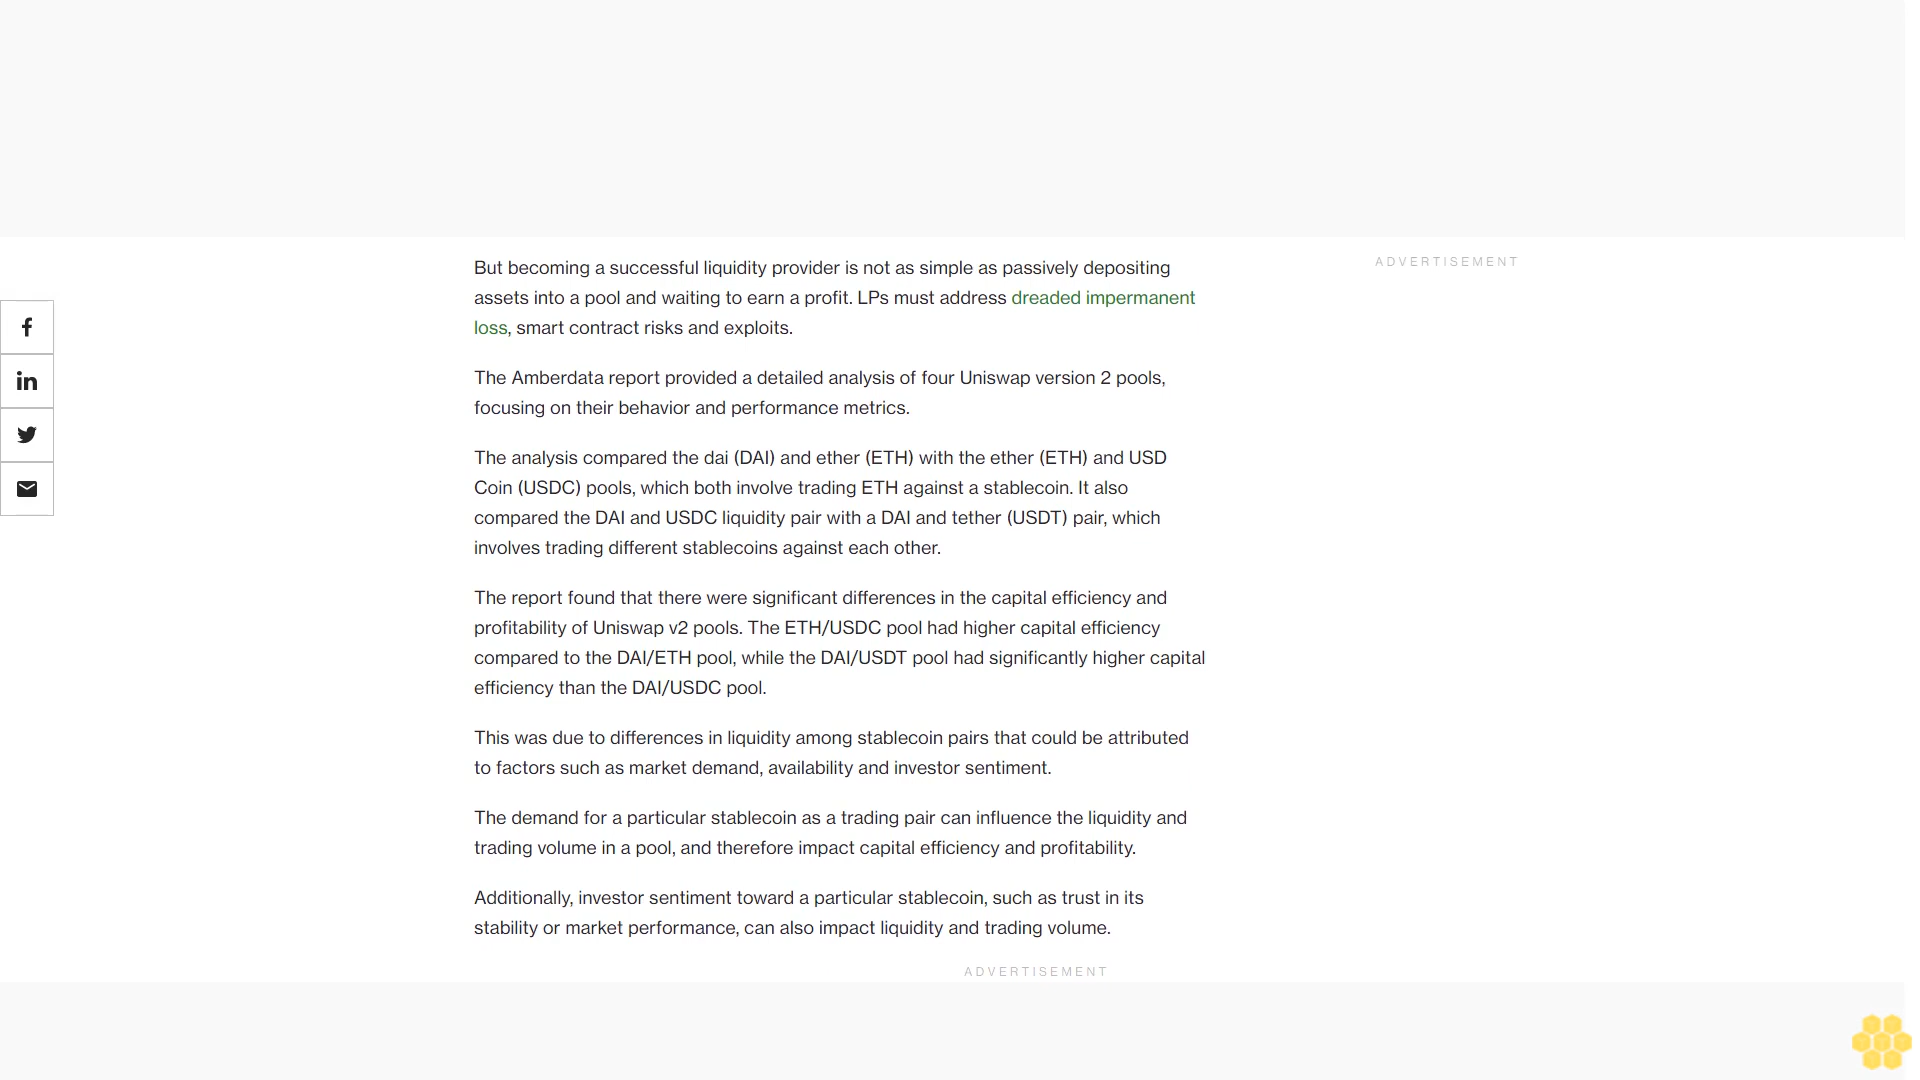 But becoming a successful liquidity provider is not as simple as passively depositing
assets into a pool and waiting to earn a profit. LPs must address dreaded impermanent
loss, smart contract risks and exploits.
ADVERTISEMENT
The Amberdata report provided a detailed analysis of four Uniswap version 2 pools,
focusing on their behavior and performance metrics.
The analysis compared the dai (DAI) and ether (ETH) with the ether (ETH) and USD
Coin (USDC) pools, which both involve trading ETH against a stablecoin. It also
compared the DAI and USDC liquidity pair with a DAI and tether (USDT) pair, which
involves trading different stablecoins against each other.
The report found that there were significant differences in the capital efficiency and
profitability of Uniswap v2 pools. The ETH/USDC pool had higher capital efficiency
compared to the DAI/ETH pool, while the DAI/USDT pool had significantly higher capital
efficiency than the DAI/USDC pool.
This was due to differences in liquidity among stablecoin pairs that could be attributed
to factors such as market demand, availability and investor sentiment.
The demand for a particular stablecoin as a trading pair can influence the liquidity and
trading volume in a pool, and therefore impact capital efficiency and profitability.
Additionally, investor sentiment toward a particular stablecoin, such as trust in its
stability or market performance, can also impact liquidity and trading volume.
ADVERTISEMENT